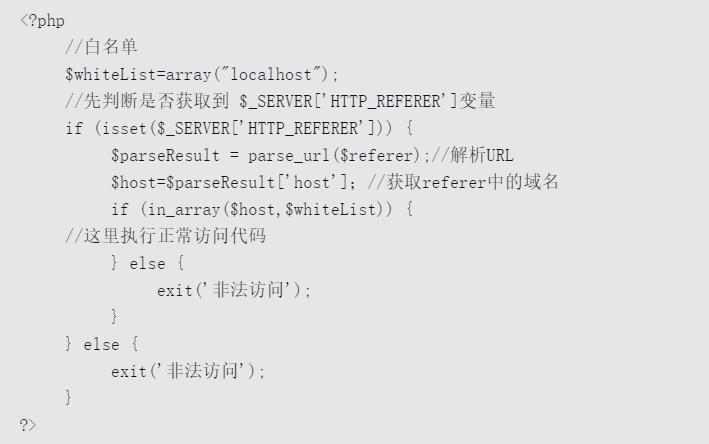 <?php
//白名单
$whiteList=array("localhost");
//先判断是否获取到 $_SERVER['HTTP_REFERER']变量
if (isset($_SERVER['HTTP_REFERER'])) {
$parseResult = parse_url($referer);//解析URL
$host=$parseResult['host']; //获取referer中的域名
if (in_array($host,$whiteList)) {
//这里执行正常访问代码
} else {
exit('非法访问');
}
} else {
exit('非法访问');
}
?>